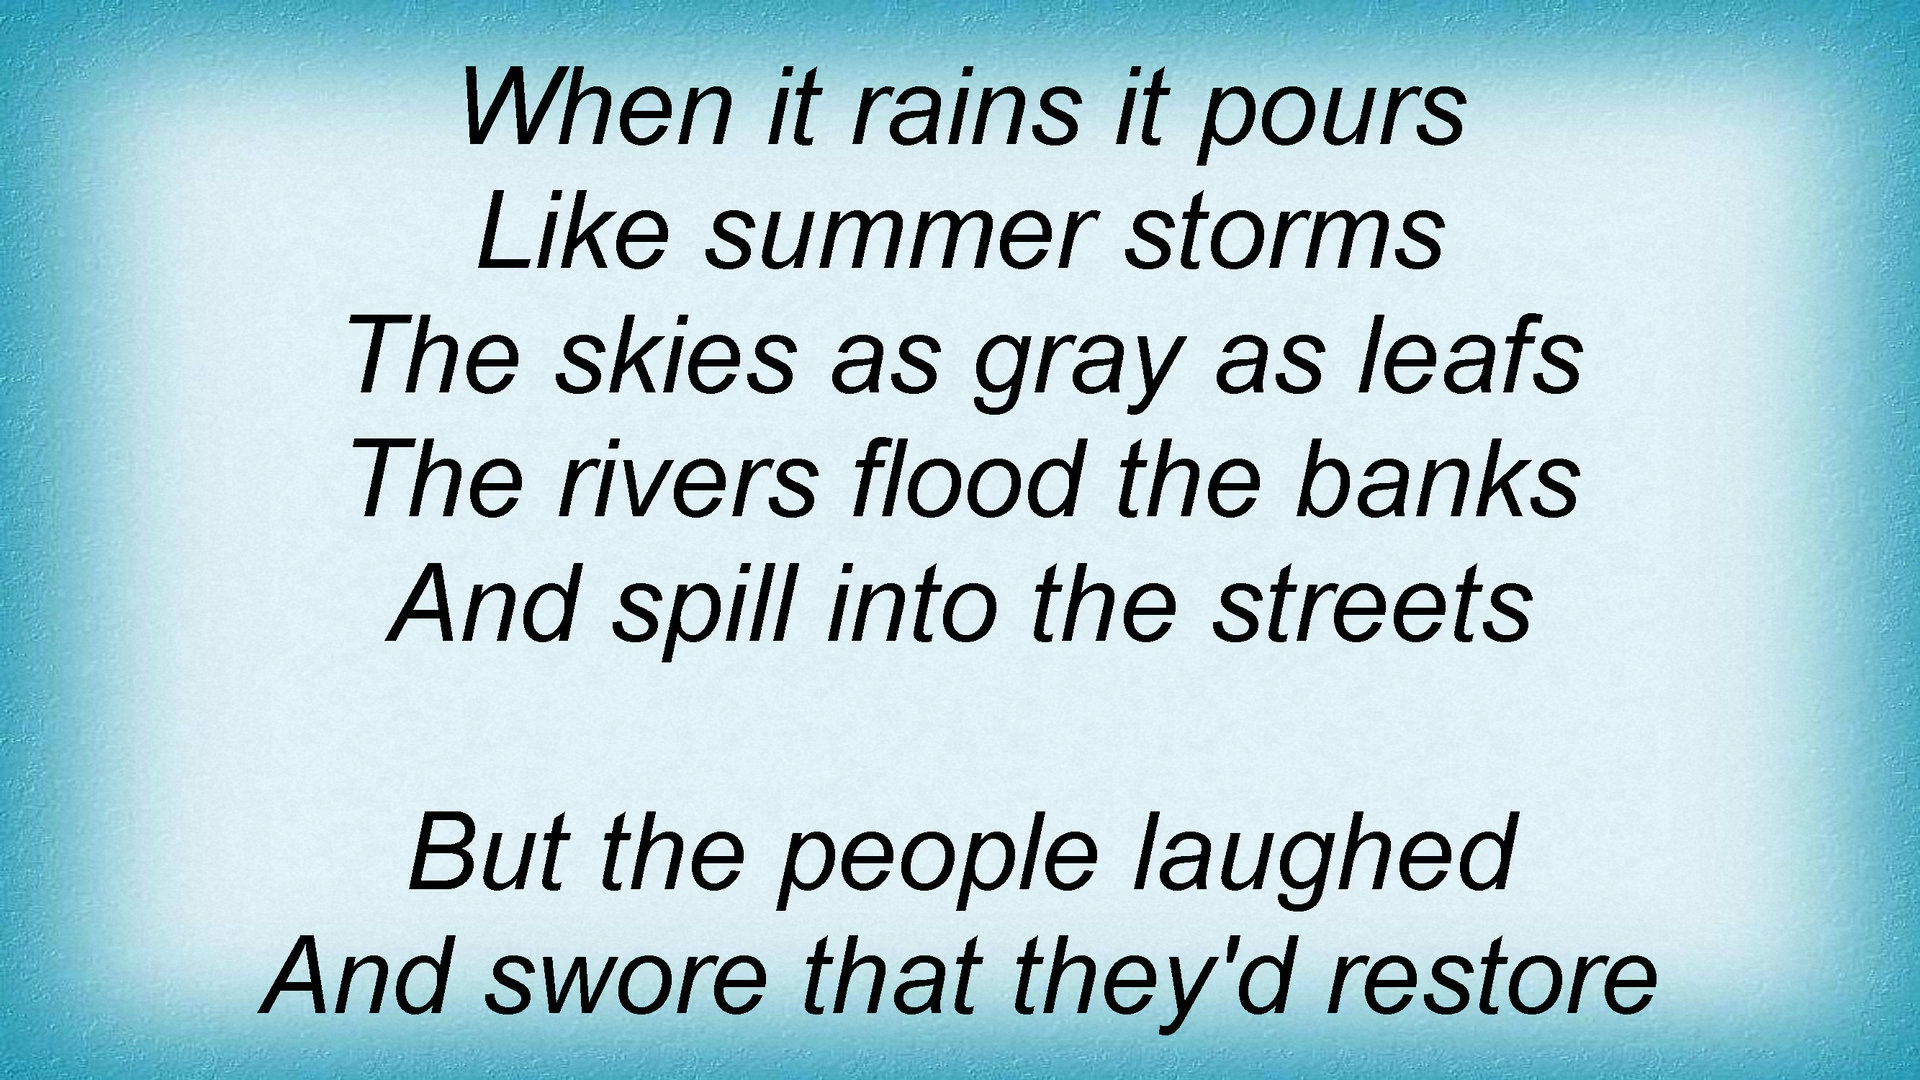 When it rains it pours
Like summer storms
The skies as gray as leafs
The rivers flood the banks
And spill into the streets
But the people laughed
And swore that they'd restore